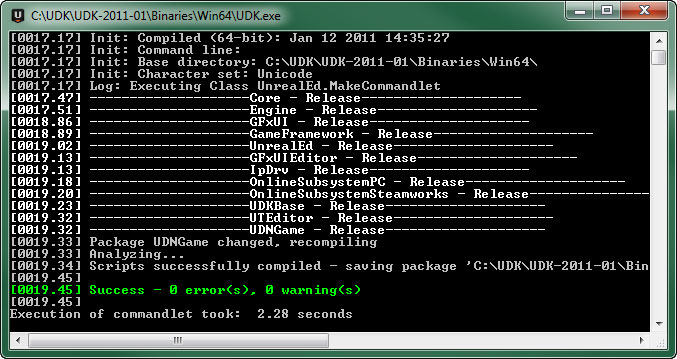 C:\UDK\UDK-2011-01\Binaries\Win64\UDK.exe
[0017.17] Init: Compiled (64-bit): Jan 12 2011 14:35:27
[0017.17] Init: Command line:
[0017.17] Init: Base directory: C:\UDK\UDK-2011-01\Binaries\Win64\
[0017.17] Init: Character set: Unicode
[0017.17] Log: Executing Class UnrealEd.MakeCommandlet
[0017.47] -----------------------Core - Release-----------------------
[0017.51] -----------------------Engine - Release-----------------------
[0018.86] -----------------------GFxUI - Release-----------------------
[0018.89] -----------------------GameFramework - Release-----------------------
[0019.02] -----------------------UnrealEd - Release-----------------------
[0019.13] -----------------------GFxUIEditor - Release-----------------------
[0019.13] -----------------------IpDrv - Release-----------------------
[0019.18] -----------------------OnlineSubsystemPC - Release-----------------------
[0019.20] -----------------------OnlineSubsystemSteamworks - Release-----------------
[0019.23] -----------------------UDKBase - Release-----------------------
[0019.32] -----------------------UTEditor - Release-----------------------
[0019.32] -----------------------UDNGame - Release-----------------------
[0019.33] Package UDNGame changed, recompiling
[0019.33] Analyzing...
[0019.34] Scripts successfully compiled - saving package 'C:\UDK\UDK-2011-01\Bin
[0019.45]
[0019.45] Success - 0 error(s), 0 warning(s)
[0019.45]
Execution of commandlet took:  2.28 seconds